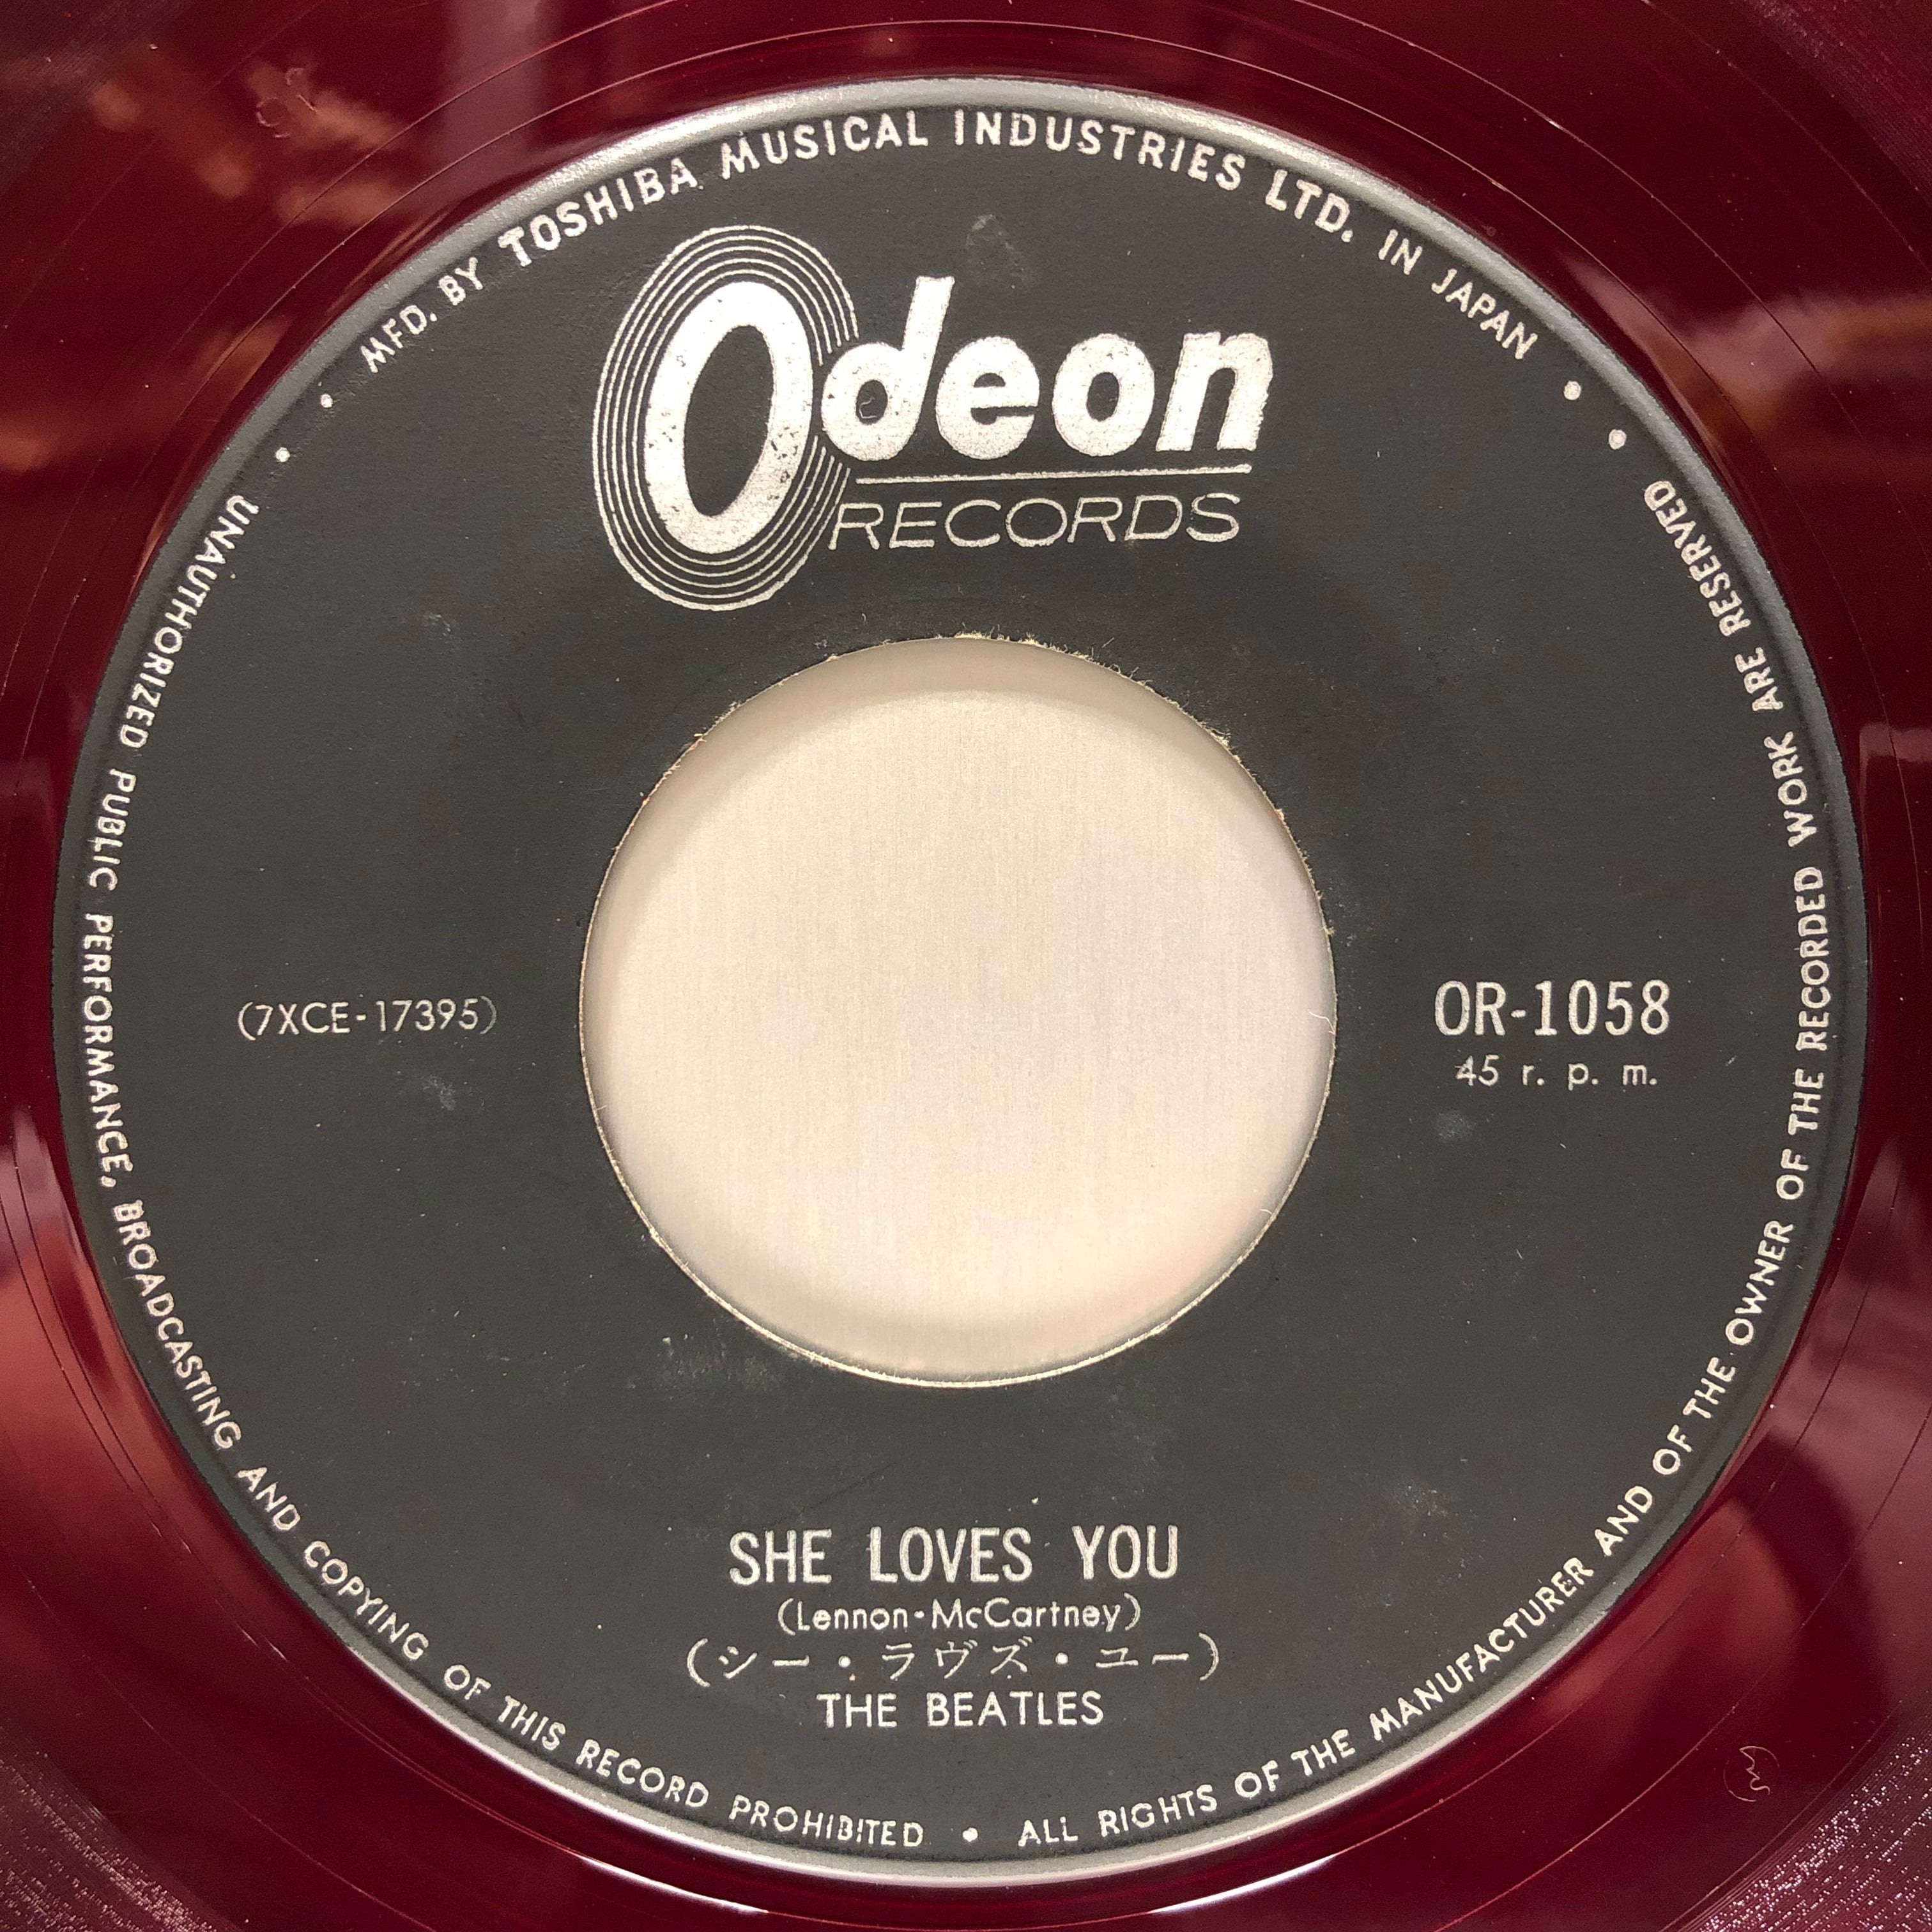 MFD. BY TOSHIBA MUSICAL INDUSTRIES LTD. IN JAPAN
Odeon
RECORDS
(7XCE-17395)
OR-1058
45 r. p. m.
SHE LOVES YOU
(Lennon・McCartney)
(シー・ラヴズ・ユー)
THE BEATLES
UNAUTHORIZED PUBLIC PERFORMANCE, BROADCASTING AND COPYING OF THIS RECORD PROHIBITED • ALL RIGHTS OF THE MANUFACTURER AND OF THE OWNER OF THE RECORDED WORK ARE RESERVED